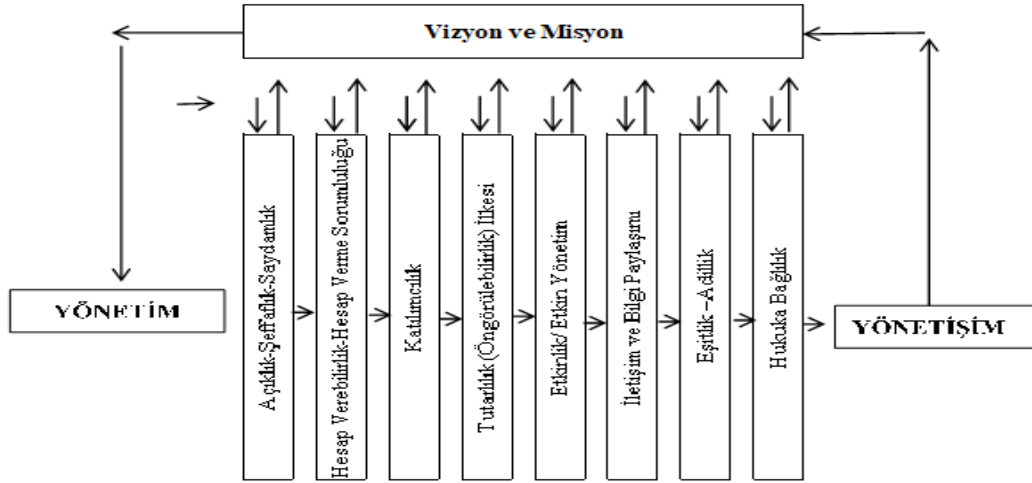 Vizyon ve Misyon
YÖNETİM
Açıklık-Şeffaflık-Saydamlık
Hesap Verebilirlik-Hesap Verme Sorumluluğu
Katılımcılık
Tutarlılık (Öngörülebilirlik) İlkesi
Etkinlik/ Etkin Yönetim
İletişim ve Bilgi Paylaşımı
Eşitlik –Adillik
Hukuka Bağlılık
YÖNETİŞİM